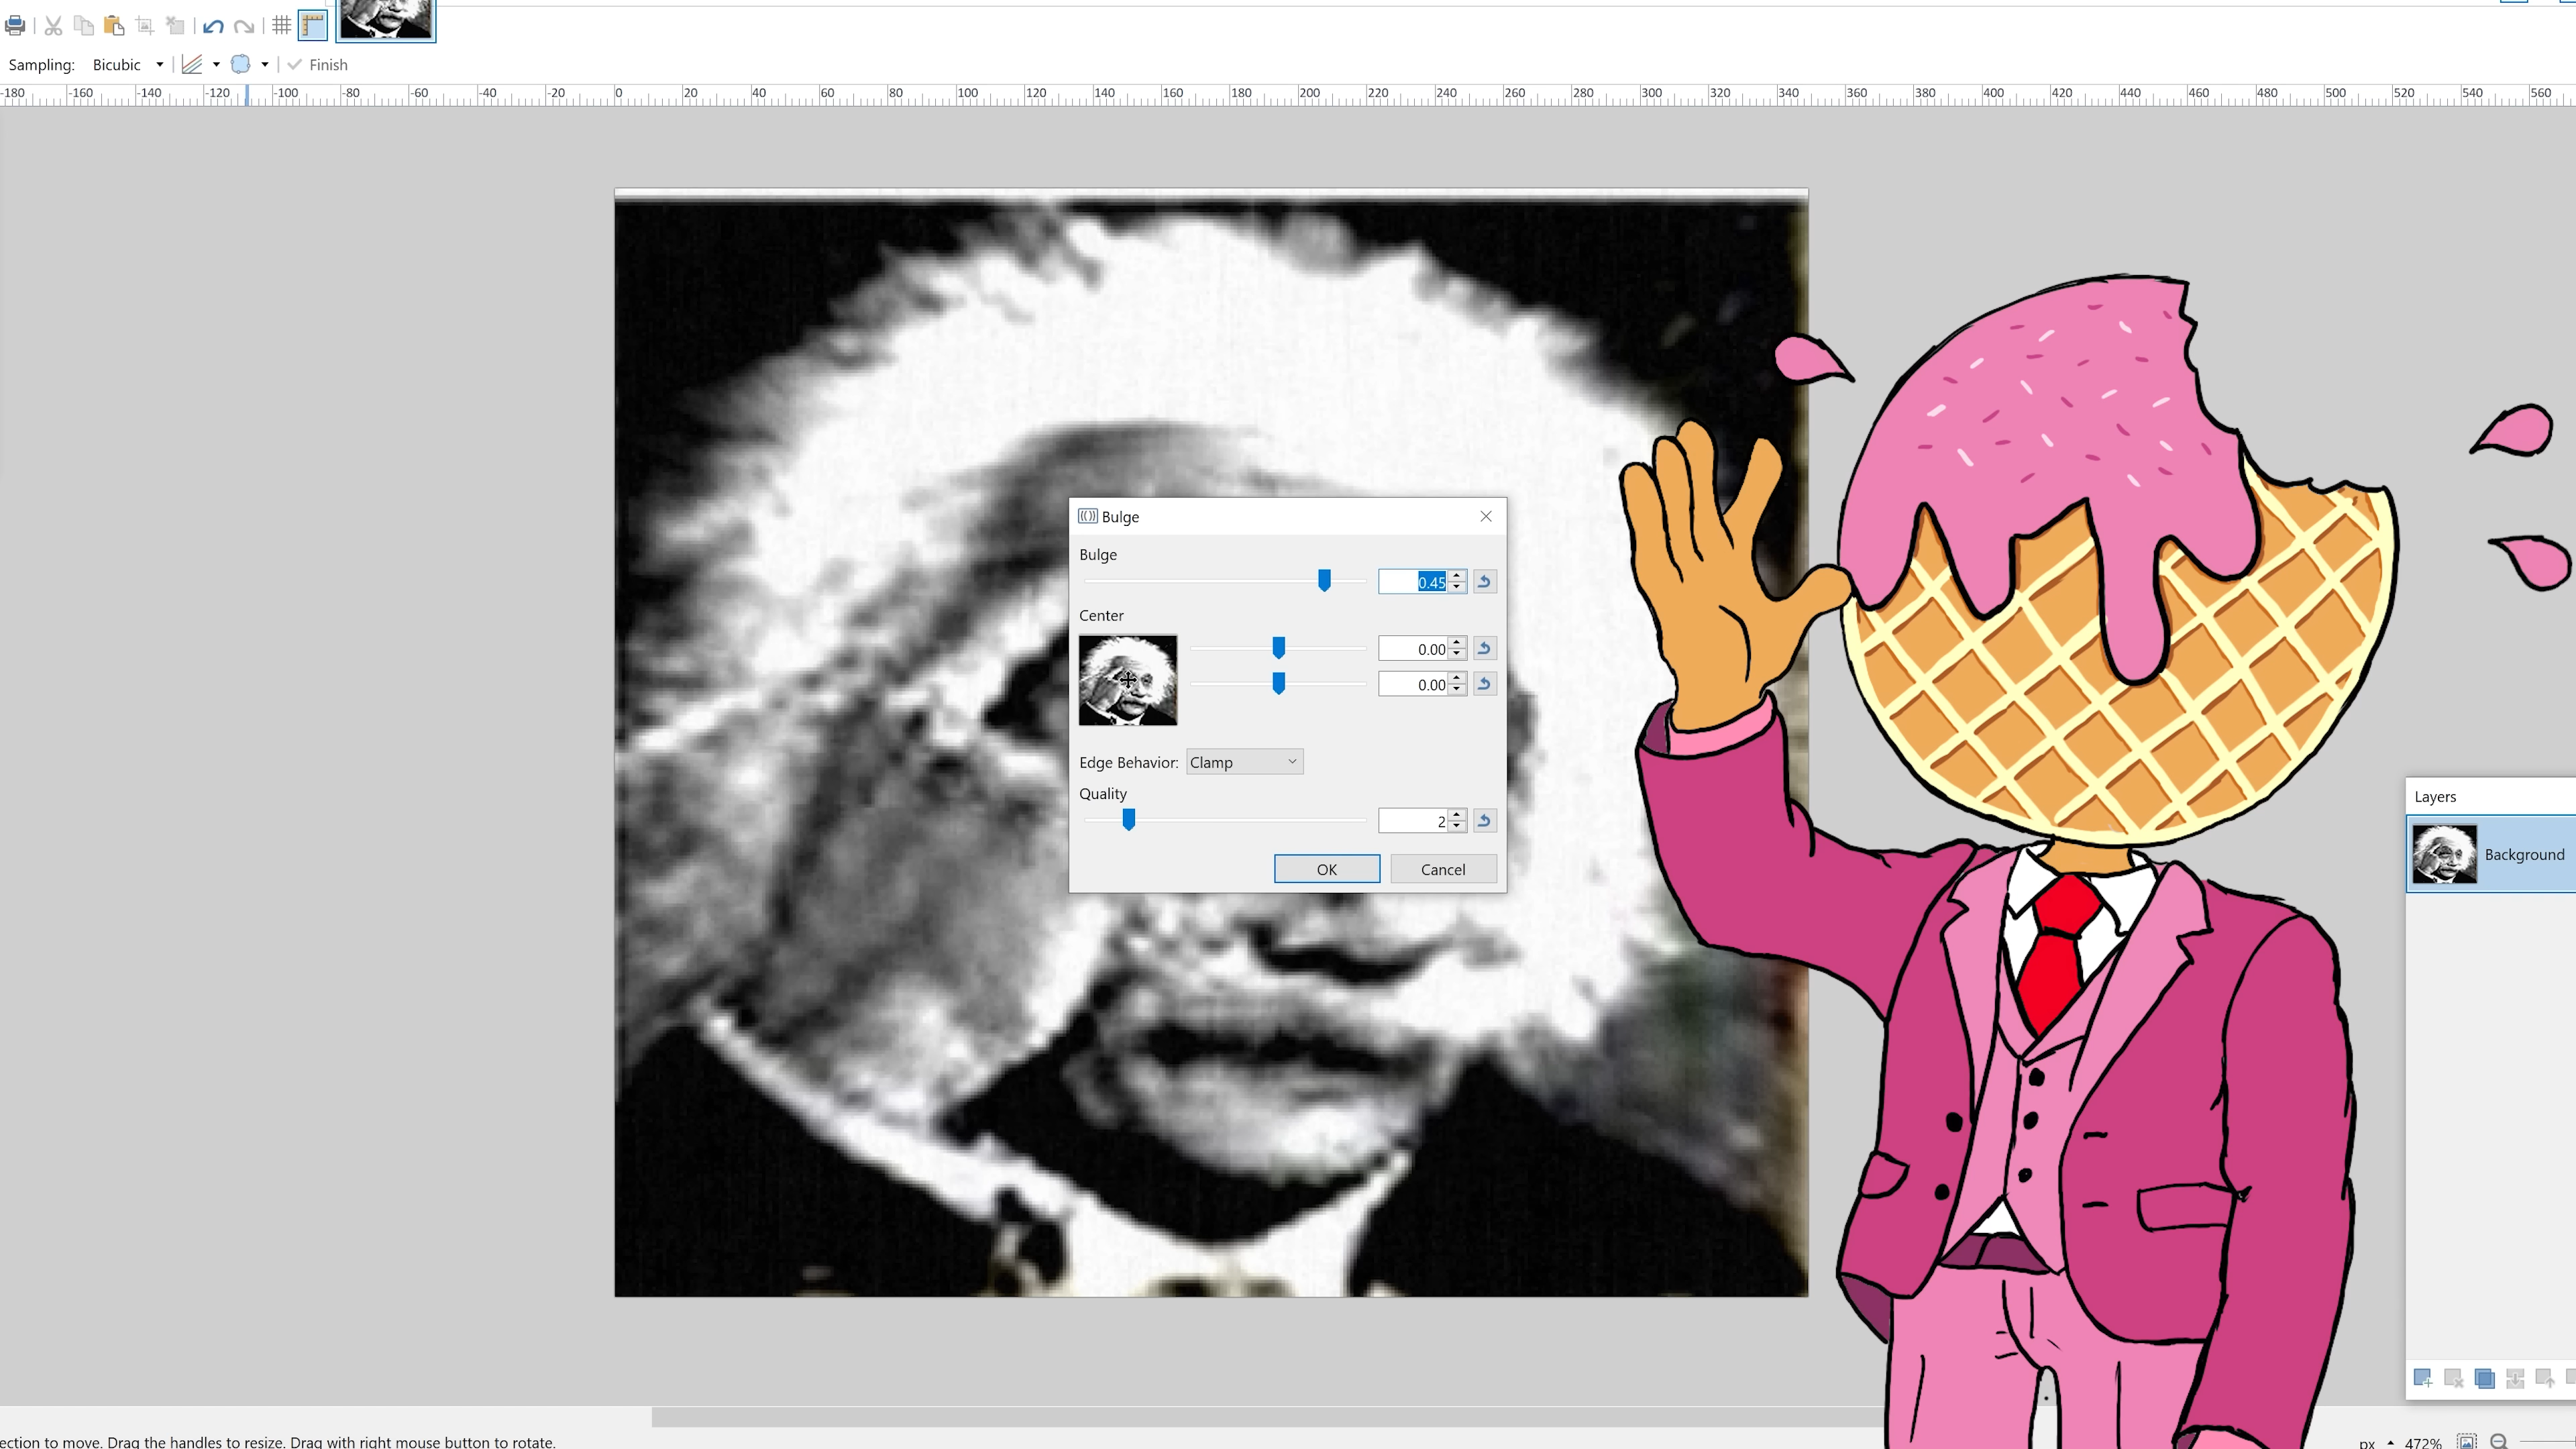 Sampling: Bicubic Finish
-180 -160 -140 -120 -100 -80 -60 -40 -20 0 20 40 60 80 100 120 140 160 180 200 220 240 260 280 300 320 340 360 380 400 420 440 460 480 500 520 540 560
Bulge
Bulge
0.45
Center
0.00
0.00
Edge Behavior: Clamp
Quality
2
OK Cancel
Layers
Background
ection to move. Drag the handles to resize. Drag with right mouse button to rotate.
px 472%